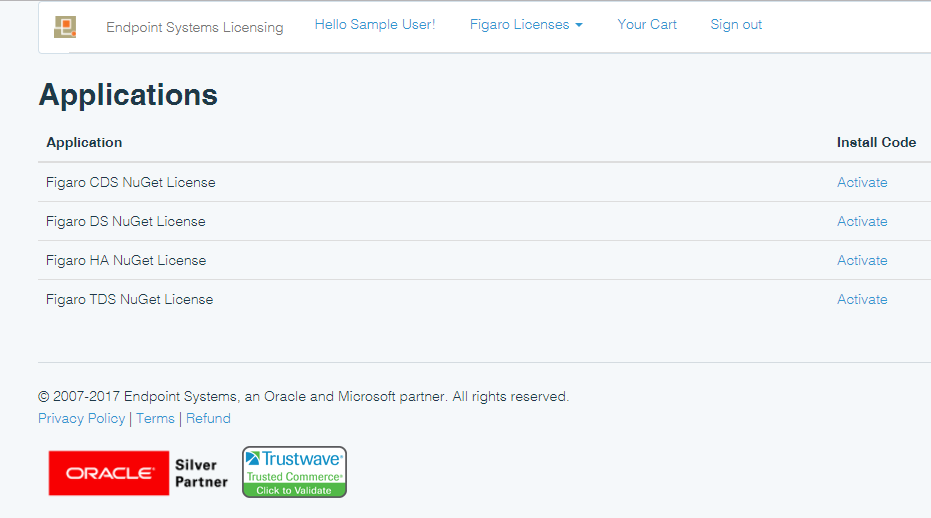 Endpoint Systems Licensing Hello Sample User! Figaro Licenses Your Cart Sign out
Applications
Application Install Code
Figaro CDS NuGet License Activate
Figaro DS NuGet License Activate
Figaro HA NuGet License Activate
Figaro TDS NuGet License Activate
© 2007-2017 Endpoint Systems, an Oracle and Microsoft partner. All rights reserved.
Privacy Policy | Terms | Refund
ORACLE® Silver Partner
Trustwave®
Trusted Commerce®
Click to Validate